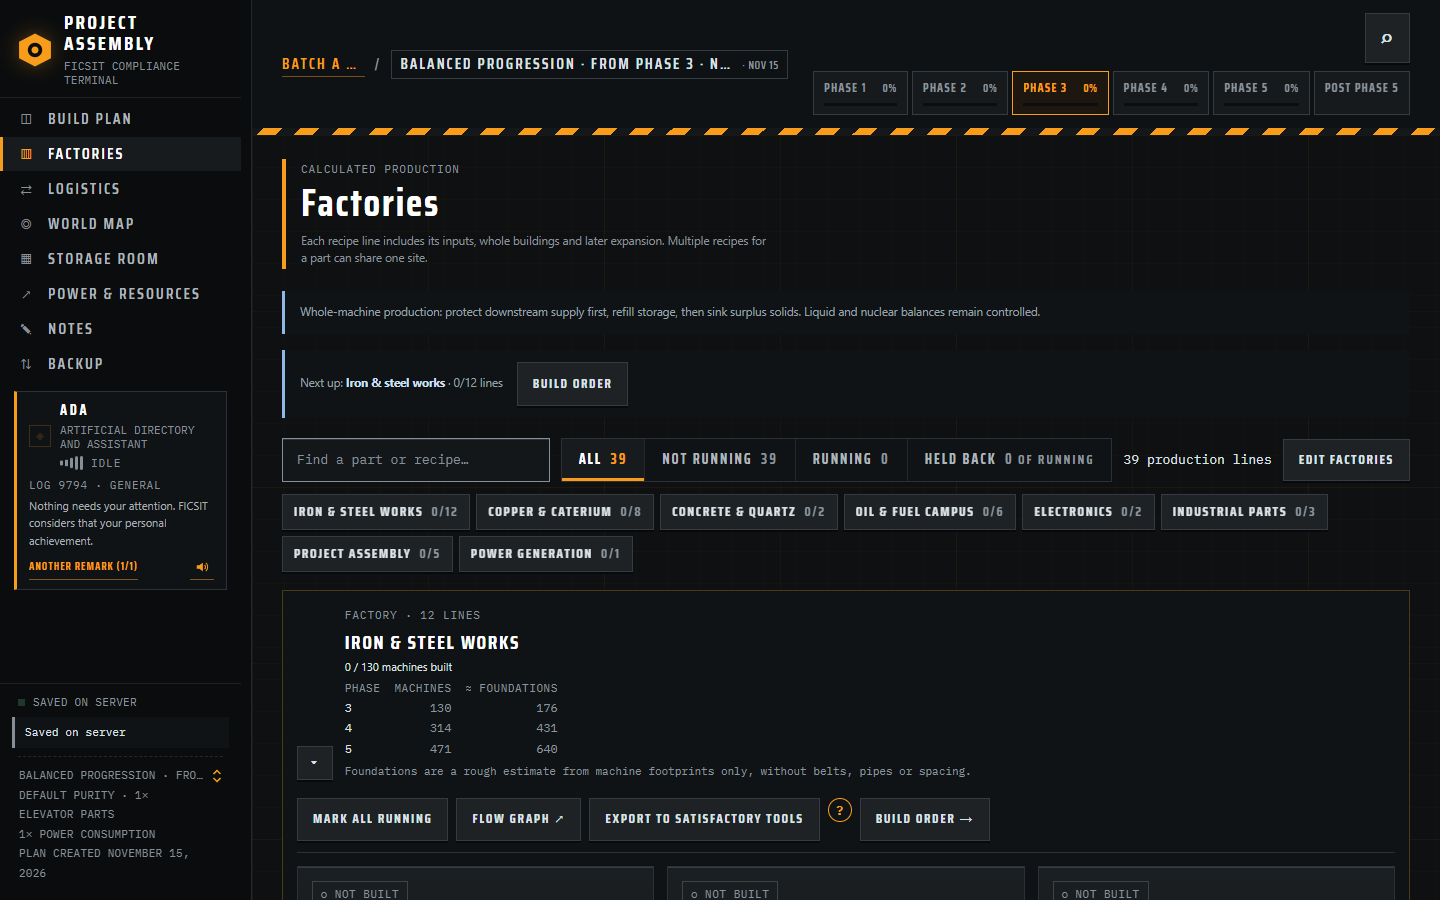 PROJECT
ASSEMBLY
FICSIT COMPLIANCE
TERMINAL
BUILD PLAN
FACTORIES
LOGISTICS
WORLD MAP
STORAGE ROOM
POWER & RESOURCES
NOTES
BACKUP
ADA
ARTIFICIAL DIRECTORY
AND ASSISTANT
IDLE
LOG 9794 · GENERAL
Nothing needs your attention. FICSIT
considers that your personal
achievement.
ANOTHER REMARK (1/1)
SAVED ON SERVER
Saved on server
BALANCED PROGRESSION · FRO…
DEFAULT PURITY · 1×
ELEVATOR PARTS
1× POWER CONSUMPTION
PLAN CREATED NOVEMBER 15,
2026
BATCH A … / BALANCED PROGRESSION · FROM PHASE 3 · N… · NOV 15
PHASE 1 0% PHASE 2 0% PHASE 3 0% PHASE 4 0% PHASE 5 0% POST PHASE 5
CALCULATED PRODUCTION
Factories
Each recipe line includes its inputs, whole buildings and later expansion. Multiple recipes for
a part can share one site.
Whole-machine production: protect downstream supply first, refill storage, then sink surplus solids. Liquid and nuclear balances remain controlled.
Next up: Iron & steel works · 0/12 lines BUILD ORDER
Find a part or recipe… ALL 39 NOT RUNNING 39 RUNNING 0 HELD BACK 0 OF RUNNING 39 production lines EDIT FACTORIES
IRON & STEEL WORKS 0/12 COPPER & CATERIUM 0/8 CONCRETE & QUARTZ 0/2 OIL & FUEL CAMPUS 0/6 ELECTRONICS 0/2 INDUSTRIAL PARTS 0/3
PROJECT ASSEMBLY 0/5 POWER GENERATION 0/1
FACTORY · 12 LINES
IRON & STEEL WORKS
0 / 130 machines built
PHASE MACHINES ≈ FOUNDATIONS
3 130 176
4 314 431
5 471 640
Foundations are a rough estimate from machine footprints only, without belts, pipes or spacing.
MARK ALL RUNNING FLOW GRAPH ↗ EXPORT TO SATISFACTORY TOOLS ? BUILD ORDER →
NOT BUILT NOT BUILT NOT BUILT